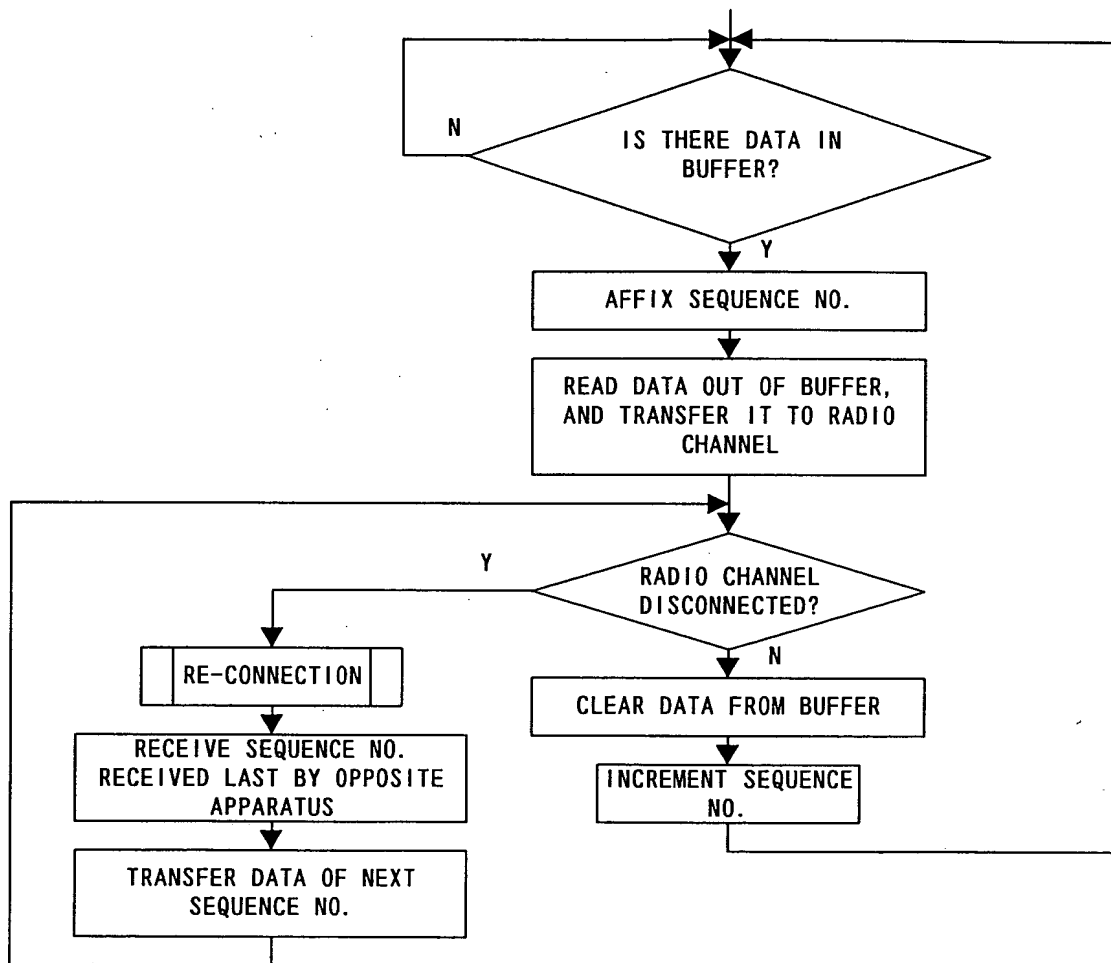 N
IS THERE DATA IN
BUFFER?
Y
AFFIX SEQUENCE NO.
READ DATA OUT OF BUFFER,
AND TRANSFER IT TO RADIO
CHANNEL
Y
RADIO CHANNEL
DISCONNECTED?
N
RE-CONNECTION
CLEAR DATA FROM BUFFER
RECEIVE SEQUENCE NO.
RECEIVED LAST BY OPPOSITE
APPARATUS
INCREMENT SEQUENCE
NO.
TRANSFER DATA OF NEXT
SEQUENCE NO.